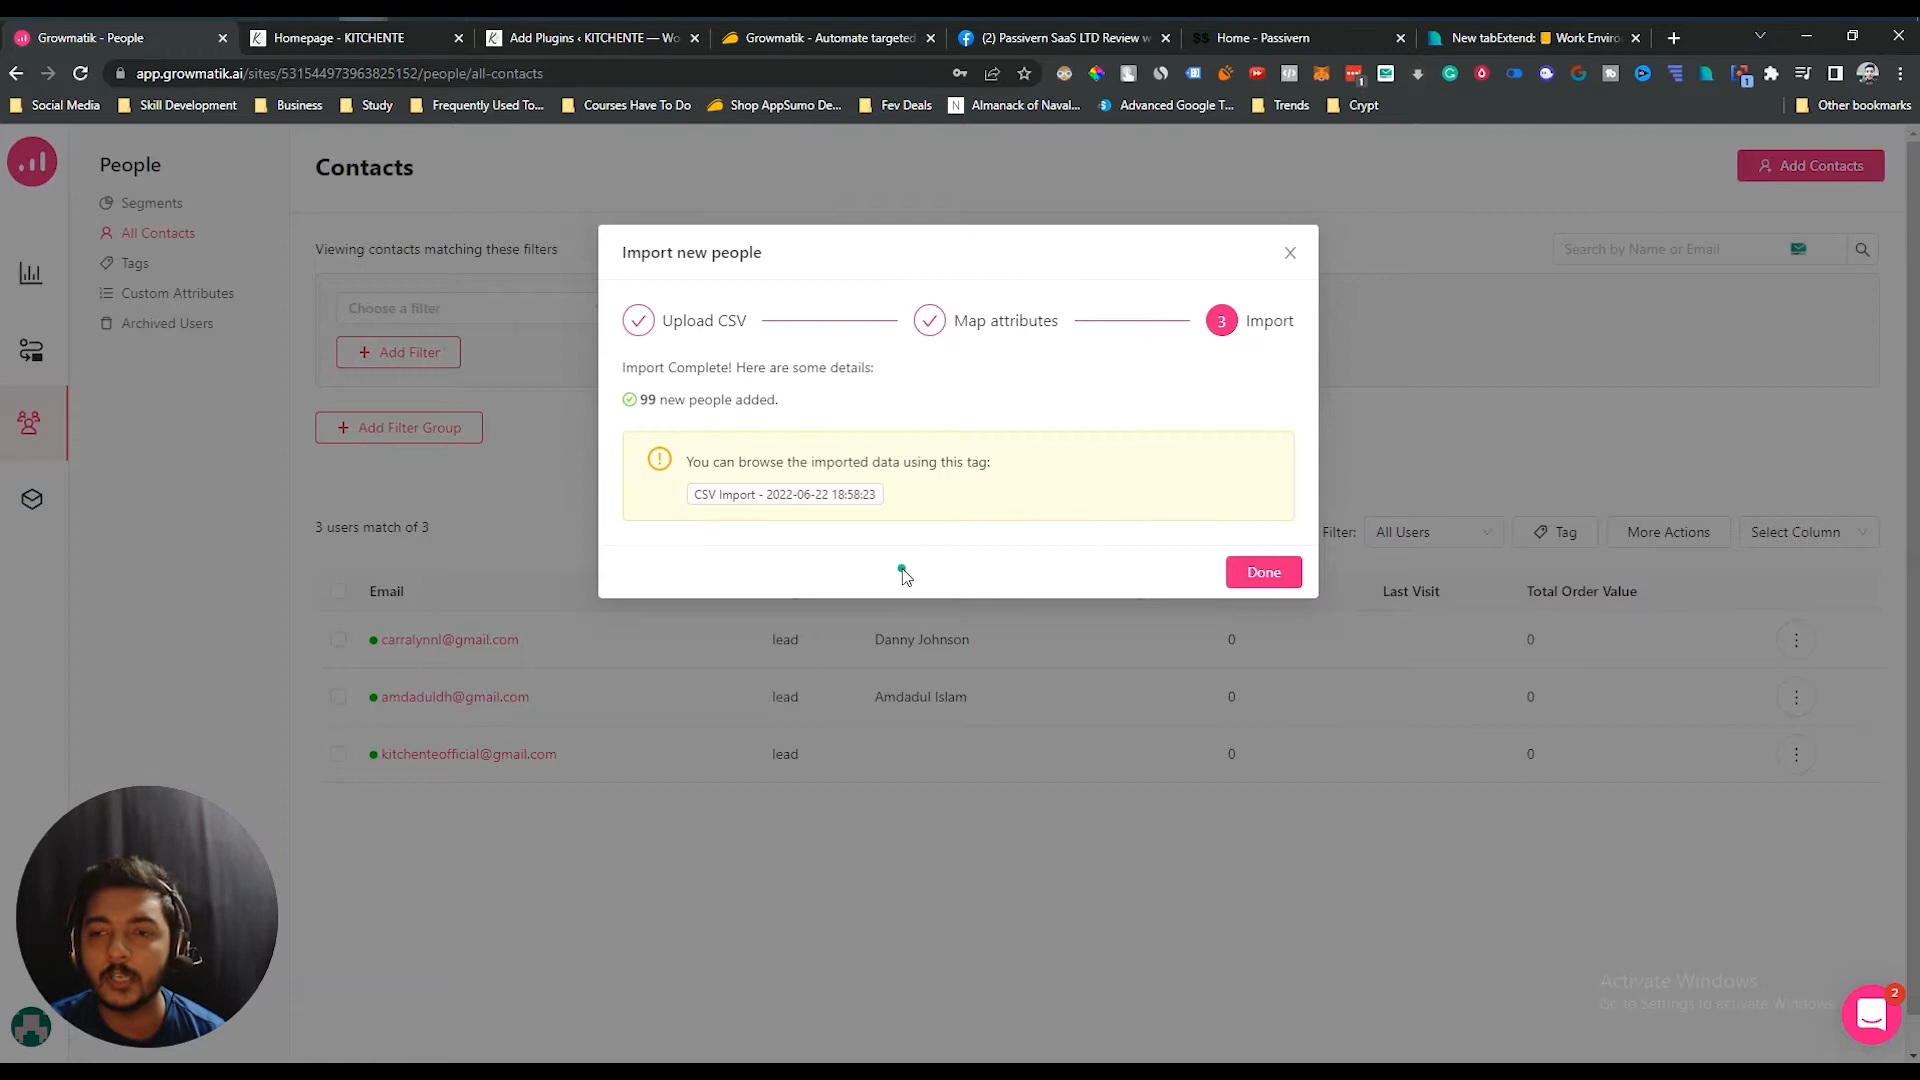 Growmatik - People
Homepage - KITCHENTE
Add Plugins ‹ KITCHENTE — Wo
Growmatik - Automate targeted
(2) Passivern SaaS LTD Review w
Home - Passivern
New tabExtend: Work Enviro
app.growmatik.ai/sites/531544973963825152/people/all-contacts
Social Media
Skill Development
Business
Study
Frequently Used To...
Courses Have To Do
Shop AppSumo De...
Fev Deals
Almanack of Naval...
Advanced Google T...
Trends
Crypt
Other bookmarks
People
Segments
All Contacts
Tags
Custom Attributes
Archived Users
Contacts
Add Contacts
Viewing contacts matching these filters
Search by Name or Email
Choose a filter
+ Add Filter
+ Add Filter Group
Import new people
Upload CSV
Map attributes
3 Import
Import Complete! Here are some details:
99 new people added.
You can browse the imported data using this tag:
CSV Import - 2022-06-22 18:58:23
Done
3 users match of 3
Filter:
All Users
Tag
More Actions
Select Column
Email
Last Visit
Total Order Value
carralynnl@gmail.com lead Danny Johnson 0 0
amdaduldh@gmail.com lead Amdadul Islam 0 0
kitchenteofficial@gmail.com lead 0 0
Activate Windows
Go to Settings to activate Windows.
2